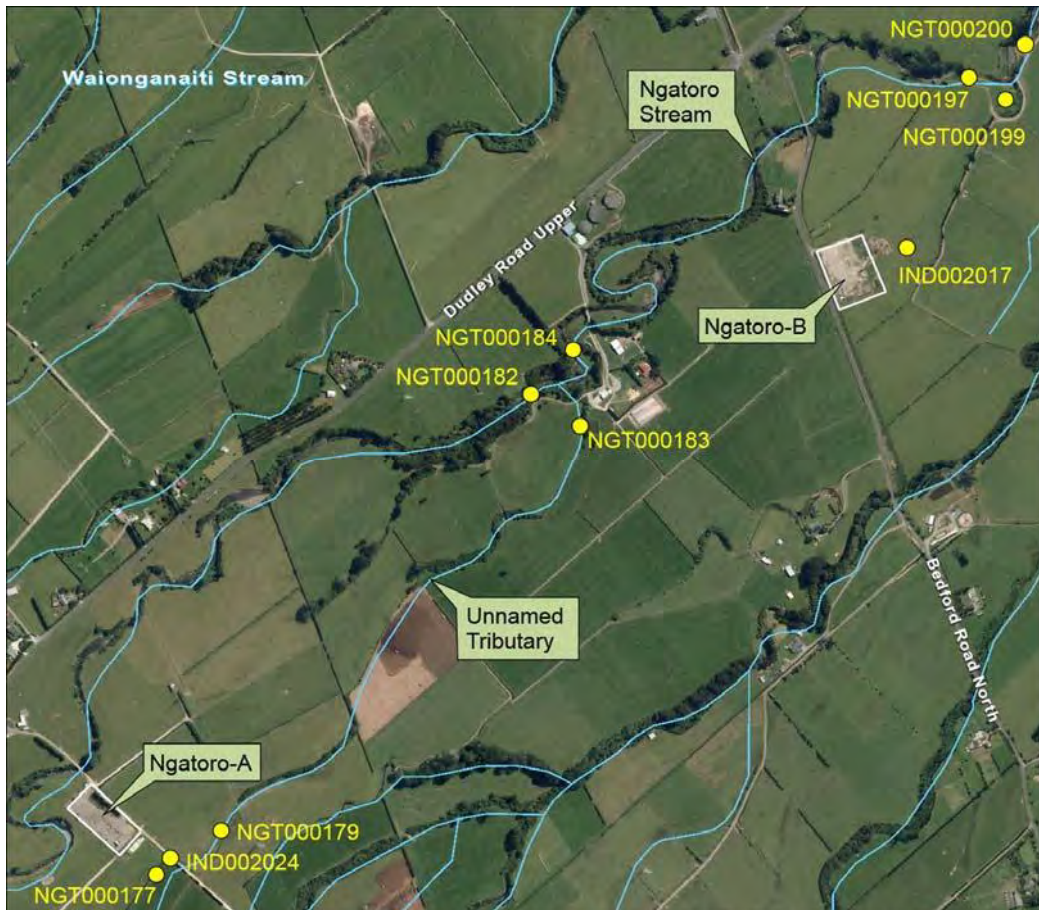 NGT000200
Waionganaiti Stream
Ngatoro
Stream
NGT000197
NGT000199
Dudley Road Upper
IND002017
Ngatoro-B
NGT000184
NGT000182
NGT000183
Bedford Road North
Unnamed
Tributary
Ngatoro-A
NGT000179
IND002024
NGT000177